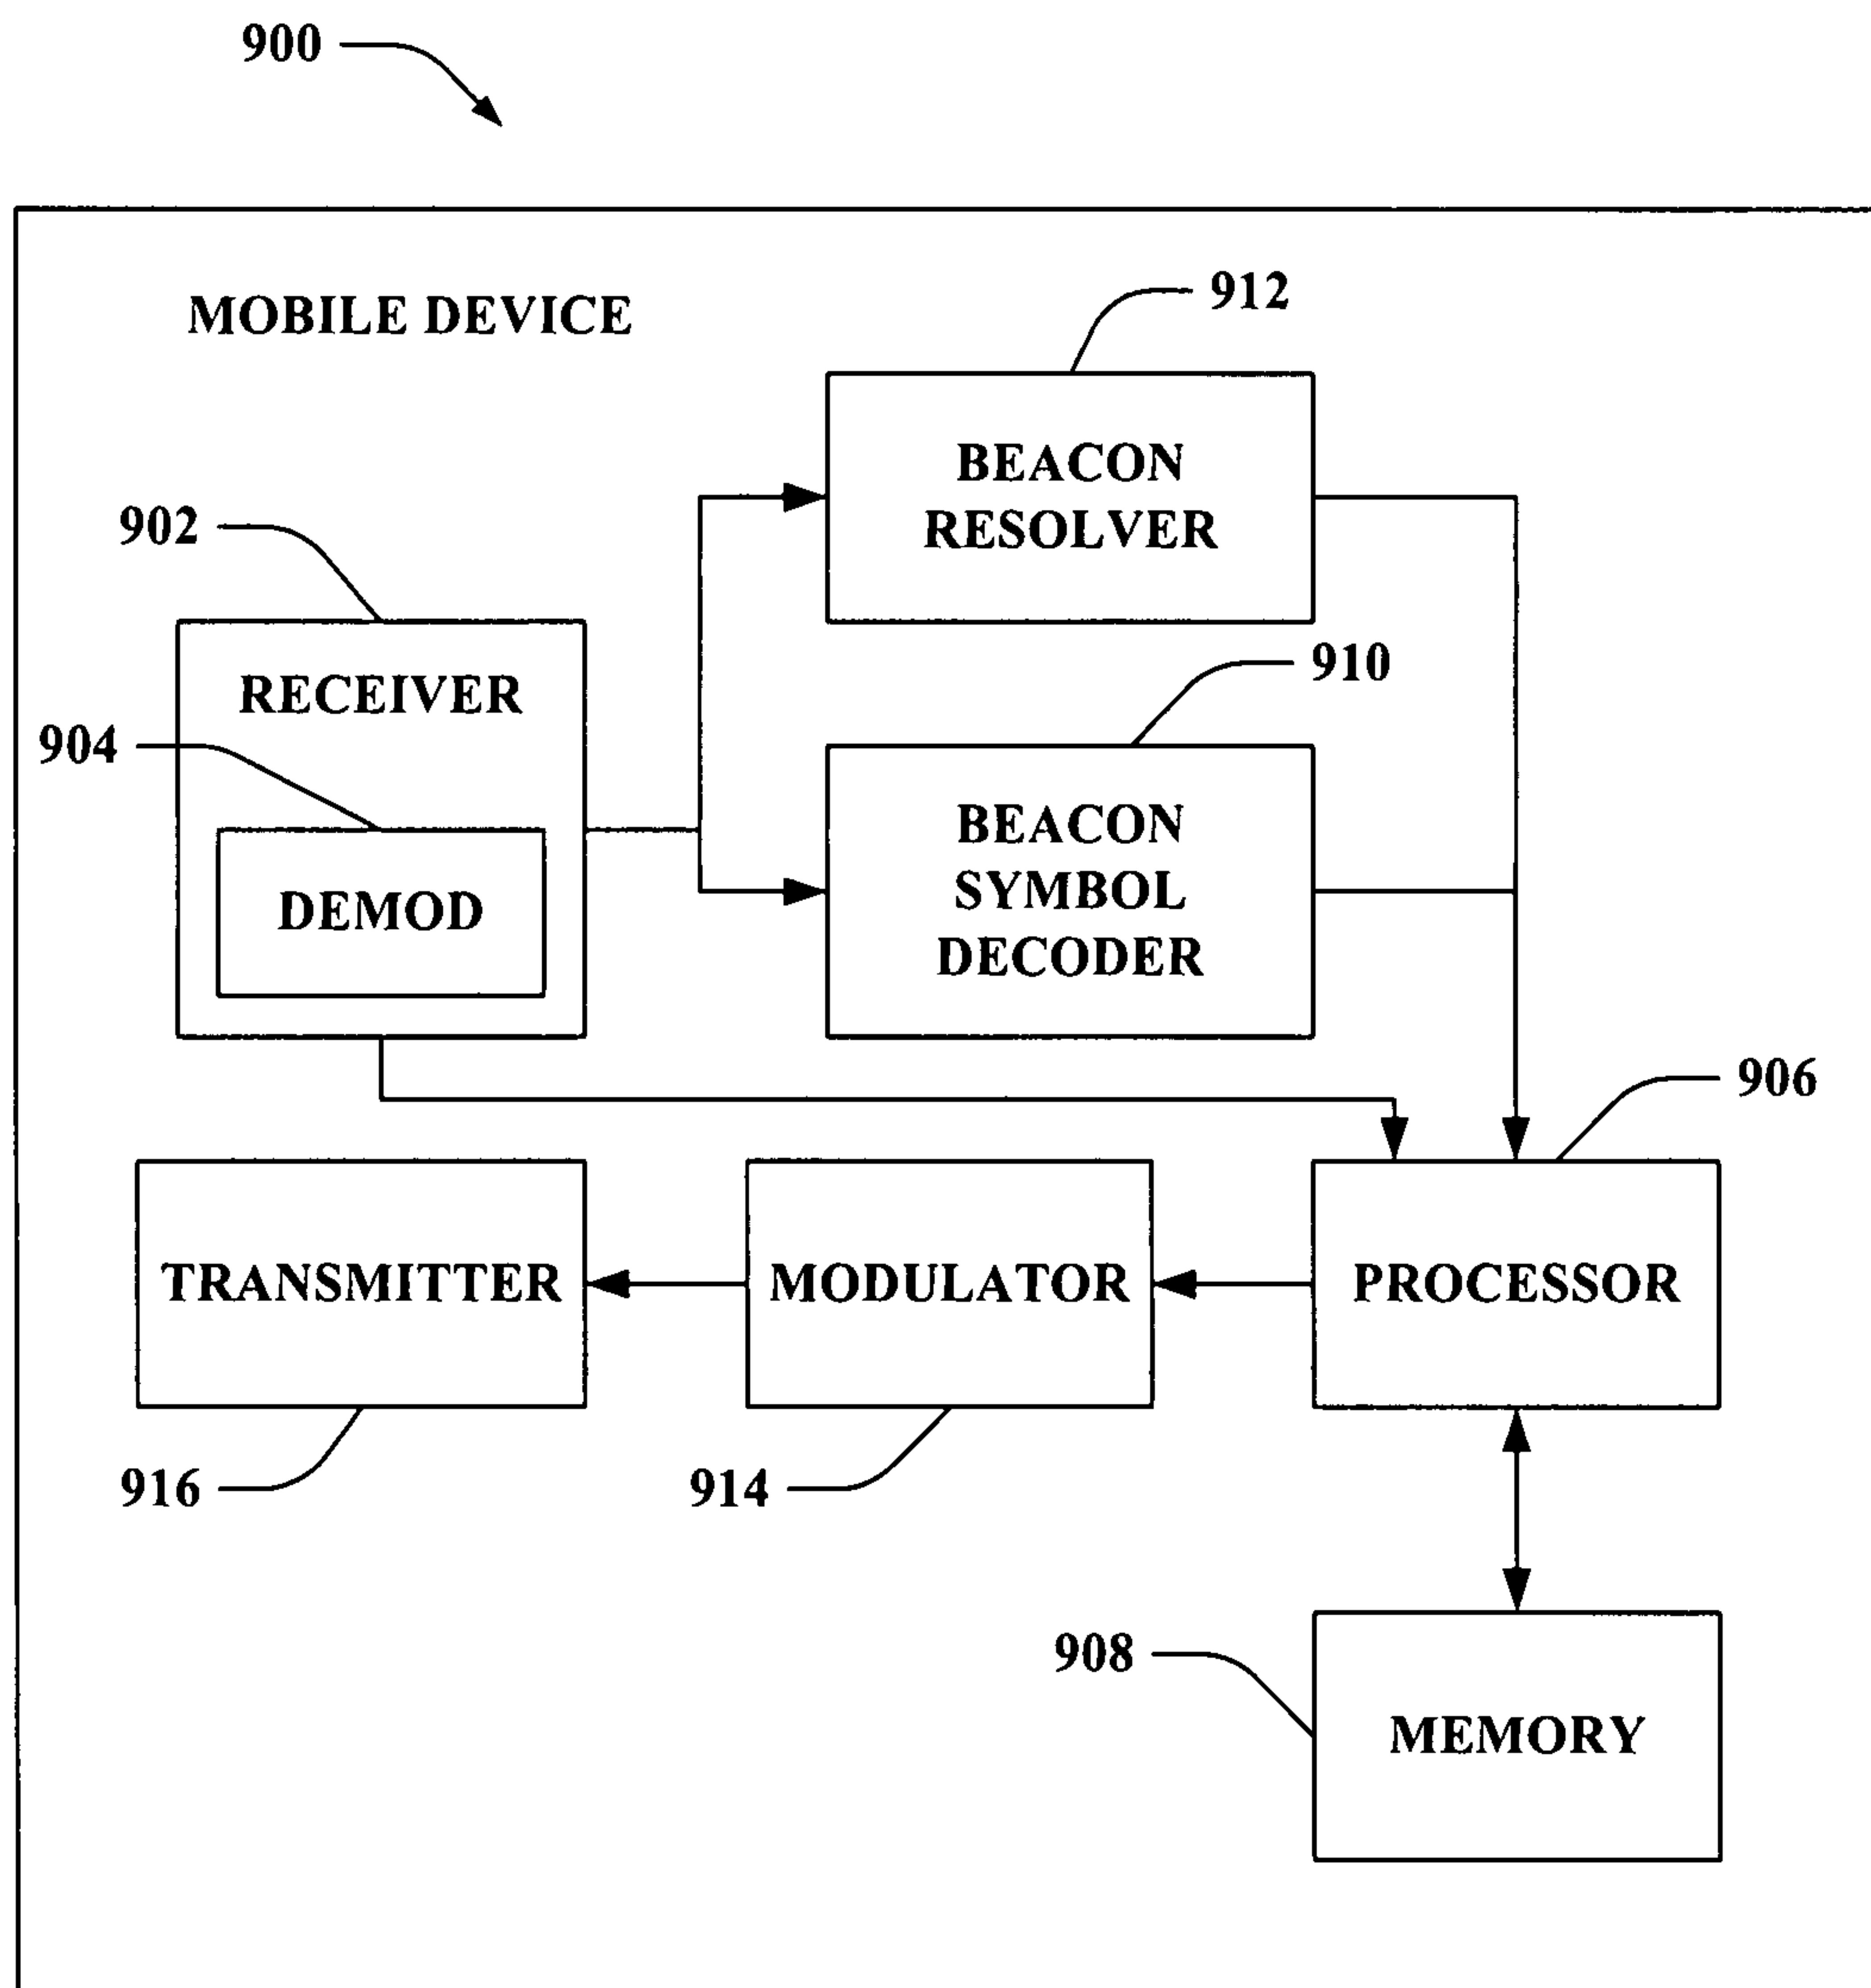 900
MOBILE DEVICE
912
BEACON
RESOLVER
902
RECEIVER
910
904
BEACON
SYMBOL
DECODER
DEMOD
906
TRANSMITTER
MODULATOR
PROCESSOR
916
914
908
MEMORY